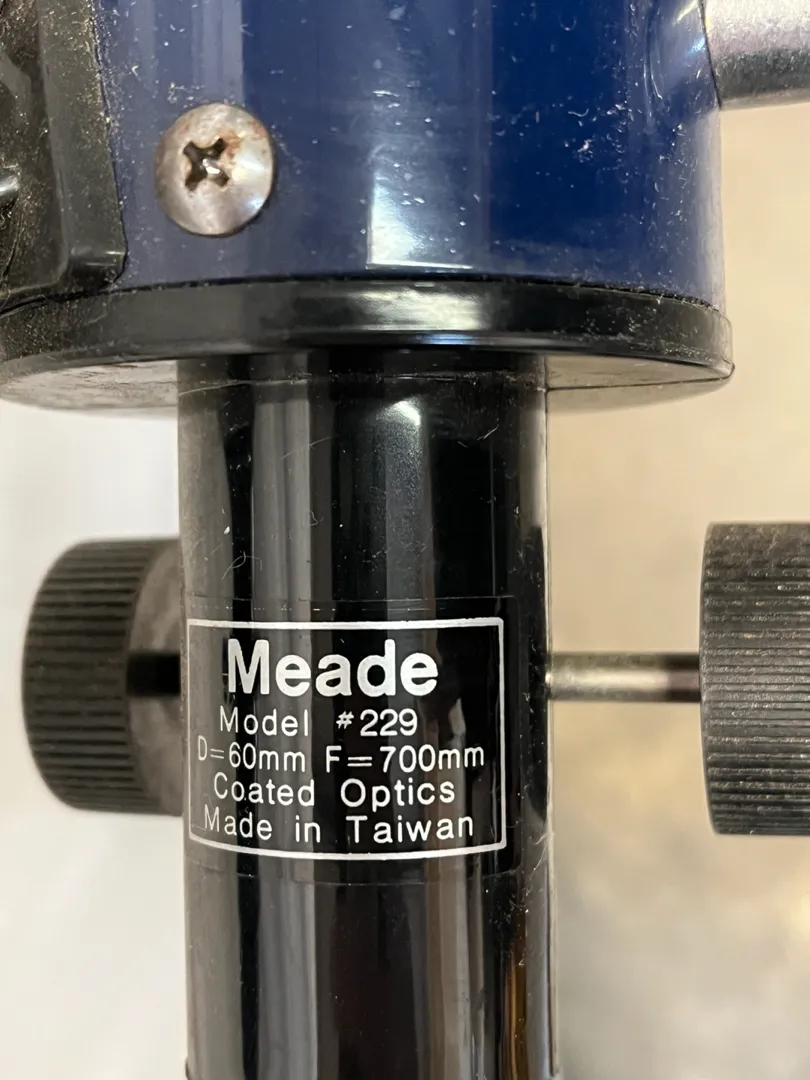 Meade
Model #229
D=60mm F=700mm
Coated Optics
Made in Taiwan